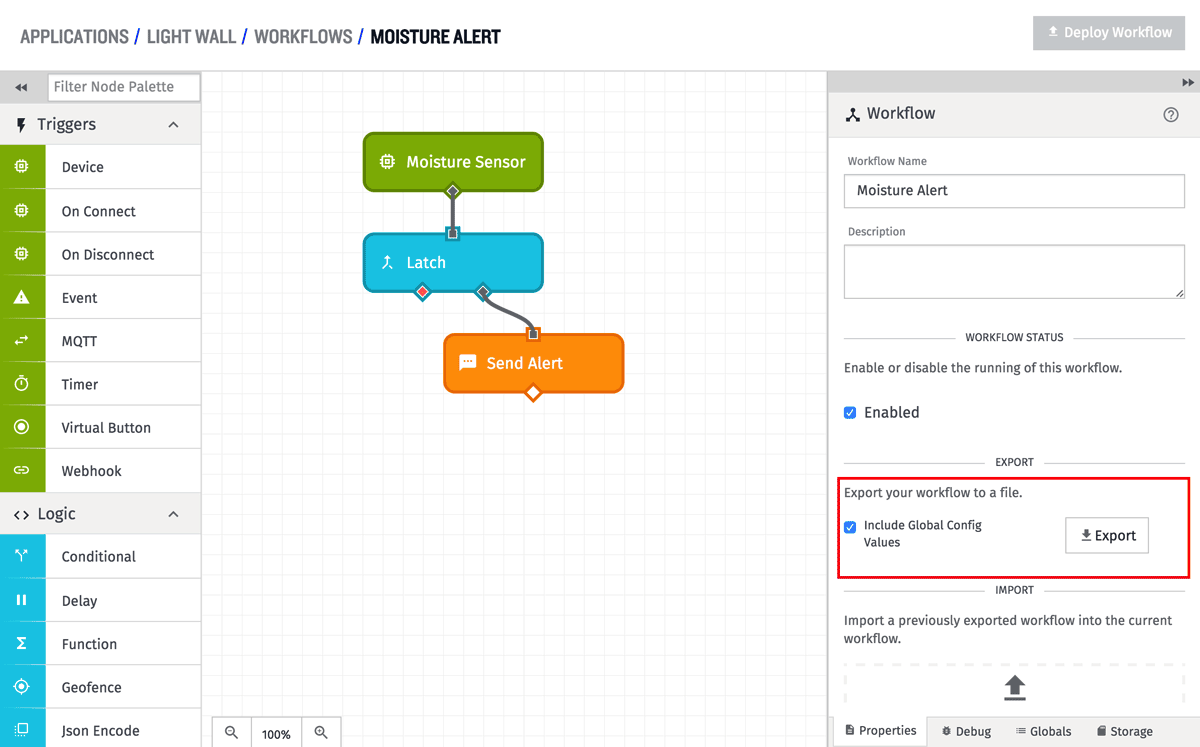 APPLICATIONS / LIGHT WALL / WORKFLOWS / MOISTURE ALERT
Deploy Workflow
Filter Node Palette
Triggers
Device
On Connect
On Disconnect
Event
MQTT
Timer
Virtual Button
Webhook
Logic
Conditional
Delay
Function
Geofence
Json Encode
Moisture Sensor
Latch
Send Alert
100%
Workflow
Workflow Name
Moisture Alert
Description
WORKFLOW STATUS
Enable or disable the running of this workflow.
Enabled
EXPORT
Export your workflow to a file.
Include Global Config
Values
Export
IMPORT
Import a previously exported workflow into the current
workflow.
Properties
Debug
Globals
Storage